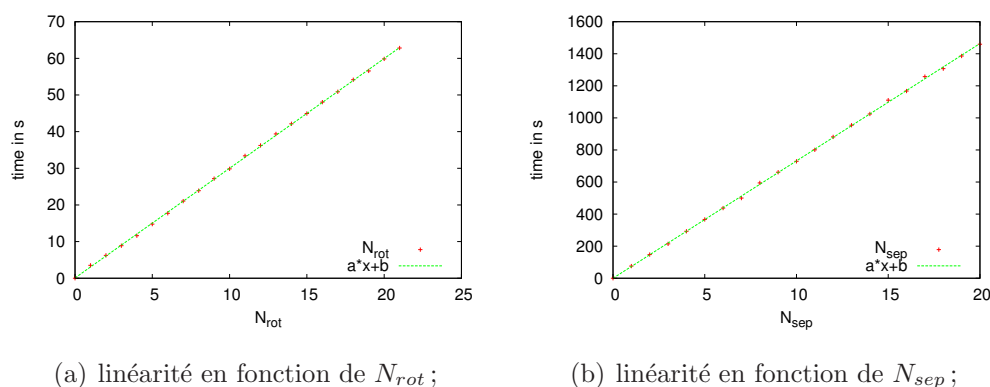 70
60
50
40
30
20
10
0
time in s
0 5 10 15 20 25
N_rot
N_rot
a*x+b
1600
1400
1200
1000
800
600
400
200
0
time in s
0 5 10 15 20
N_sep
N_sep
a*x+b
(a) linéarité en fonction de N_rot ;
(b) linéarité en fonction de N_sep ;